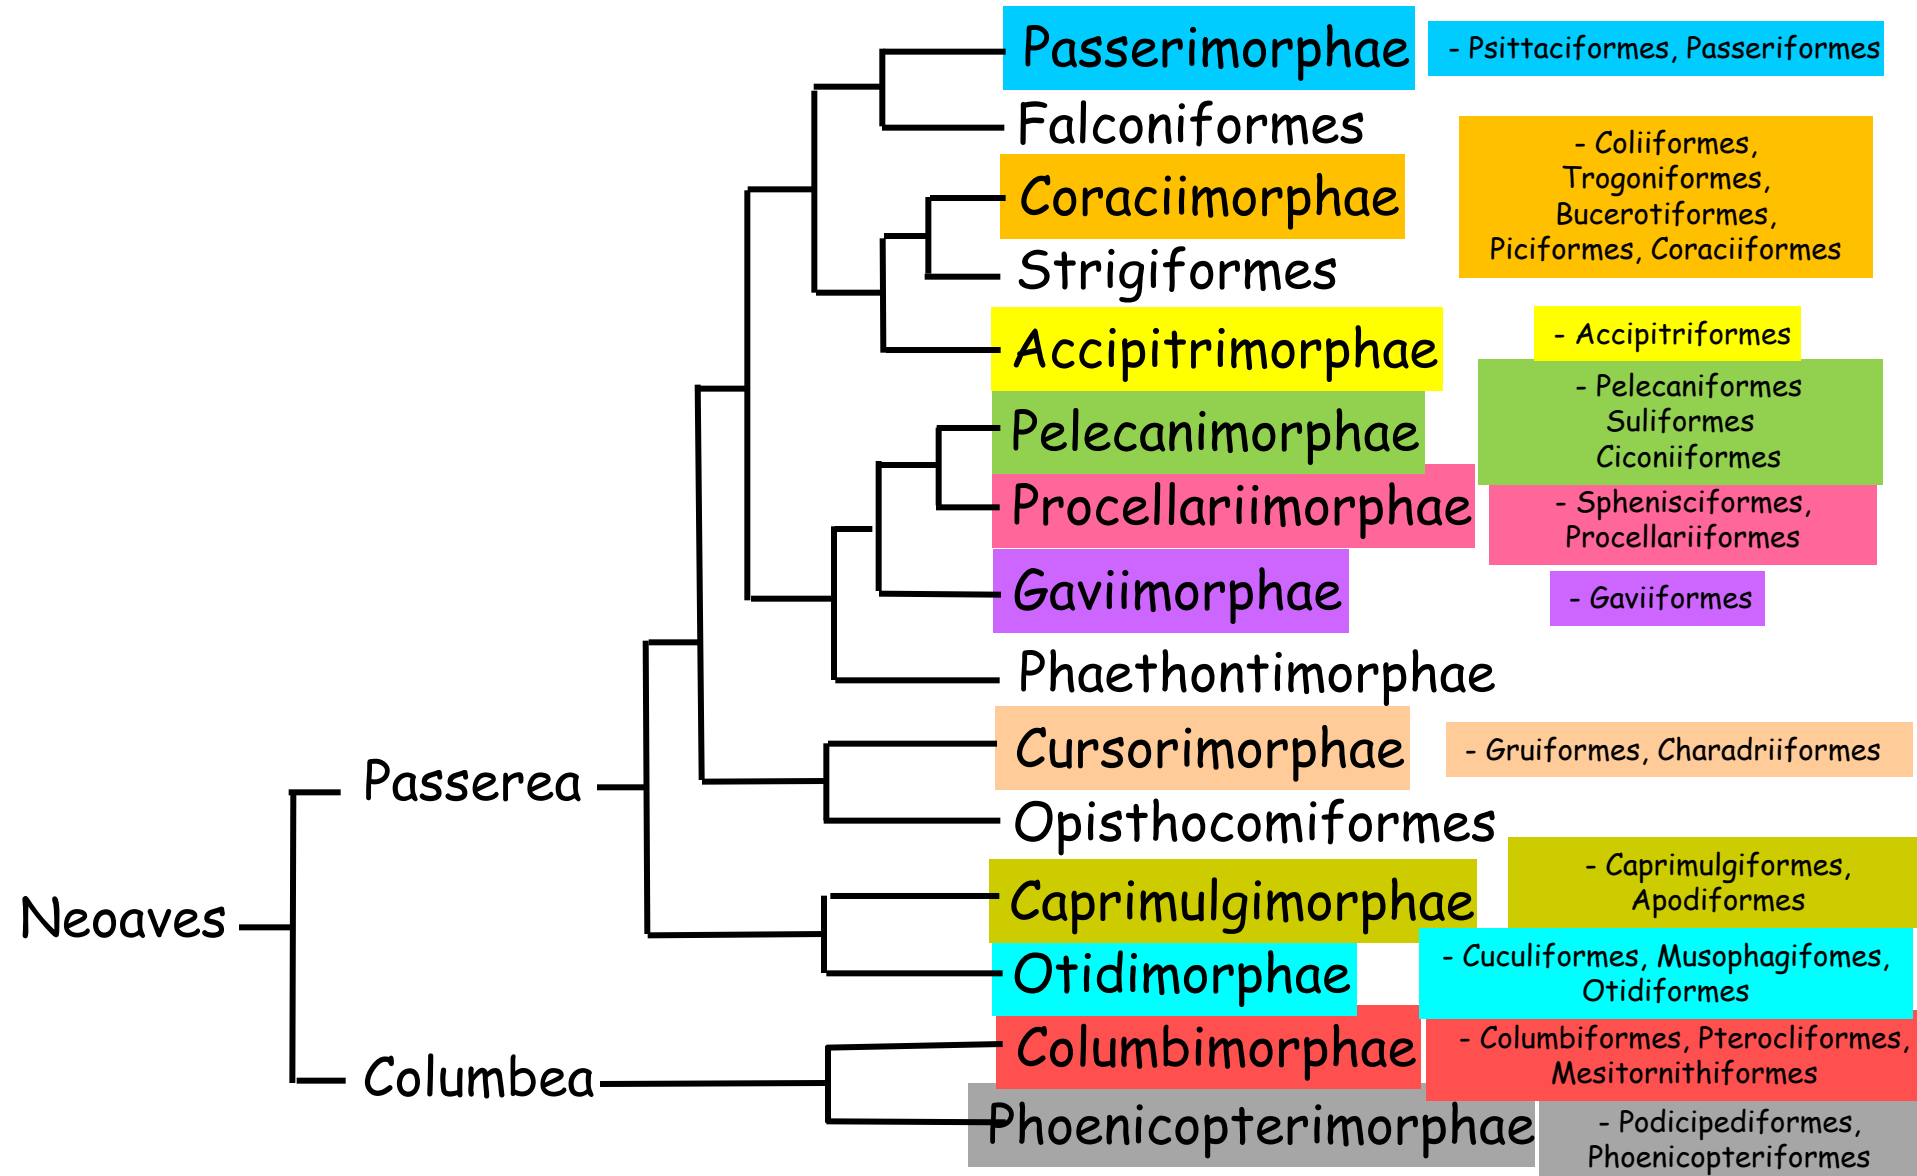 Passerimorphae
- Psittaciformes, Passeriformes
Falconiformes
- Coliiformes,
Trogoniformes,
Bucerotiformes,
Piciformes, Coraciiformes
Coraciimorphae
Strigiformes
Accipitrimorphae
- Accipitriformes
Pelecanimorphae
- Pelecaniformes
Suliformes
Ciconiiformes
Procellariimorphae
- Sphenisciformes,
Procellariiformes
Gaviimorphae
- Gaviiformes
Phaethontimorphae
Cursorimorphae
- Gruiformes, Charadriiformes
Passerea
Opisthocomiformes
Caprimulgimorphae
- Caprimulgiformes,
Apodiformes
Neoaves
Otidimorphae
- Cuculiformes, Musophagifomes,
Otidiformes
Columbea
Columbimorphae
- Columbiformes, Pterocliformes,
Mesitornithiformes
Phoenicopterimorphae
- Podicipediformes,
Phoenicopteriformes